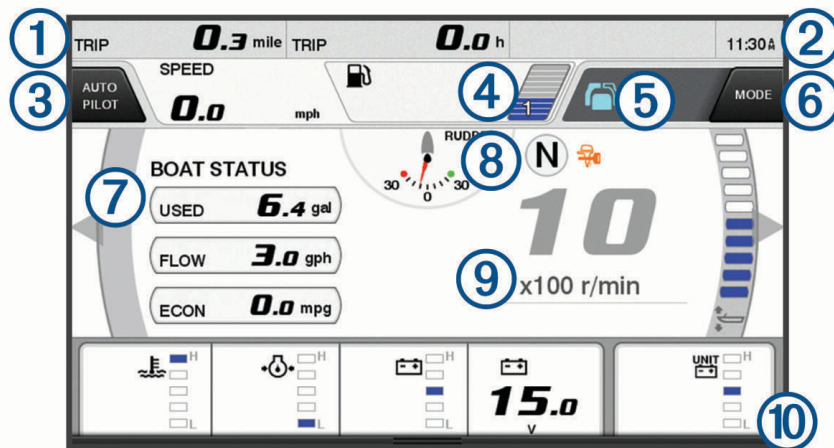 1 TRIP 0.3 mile TRIP 0.0 h 11:30A 2
3 AUTO PILOT SPEED 0.0 mph 4 1 5 MODE 6
RUDD 8 N
30 0 30
BOAT STATUS
7 USED 6.4 gal
FLOW 3.0 gph
ECON 0.0 mpg
10
9 x100 r/min
H L
H L
H L
15.0 V
UNIT H L
10